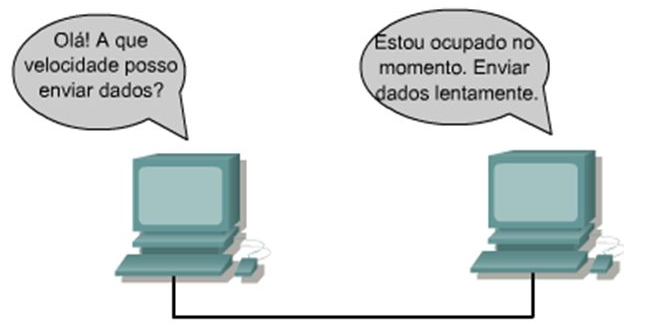 Olá! A que
velocidade posso
enviar dados?
Estou ocupado no
momento. Enviar
dados lentamente.